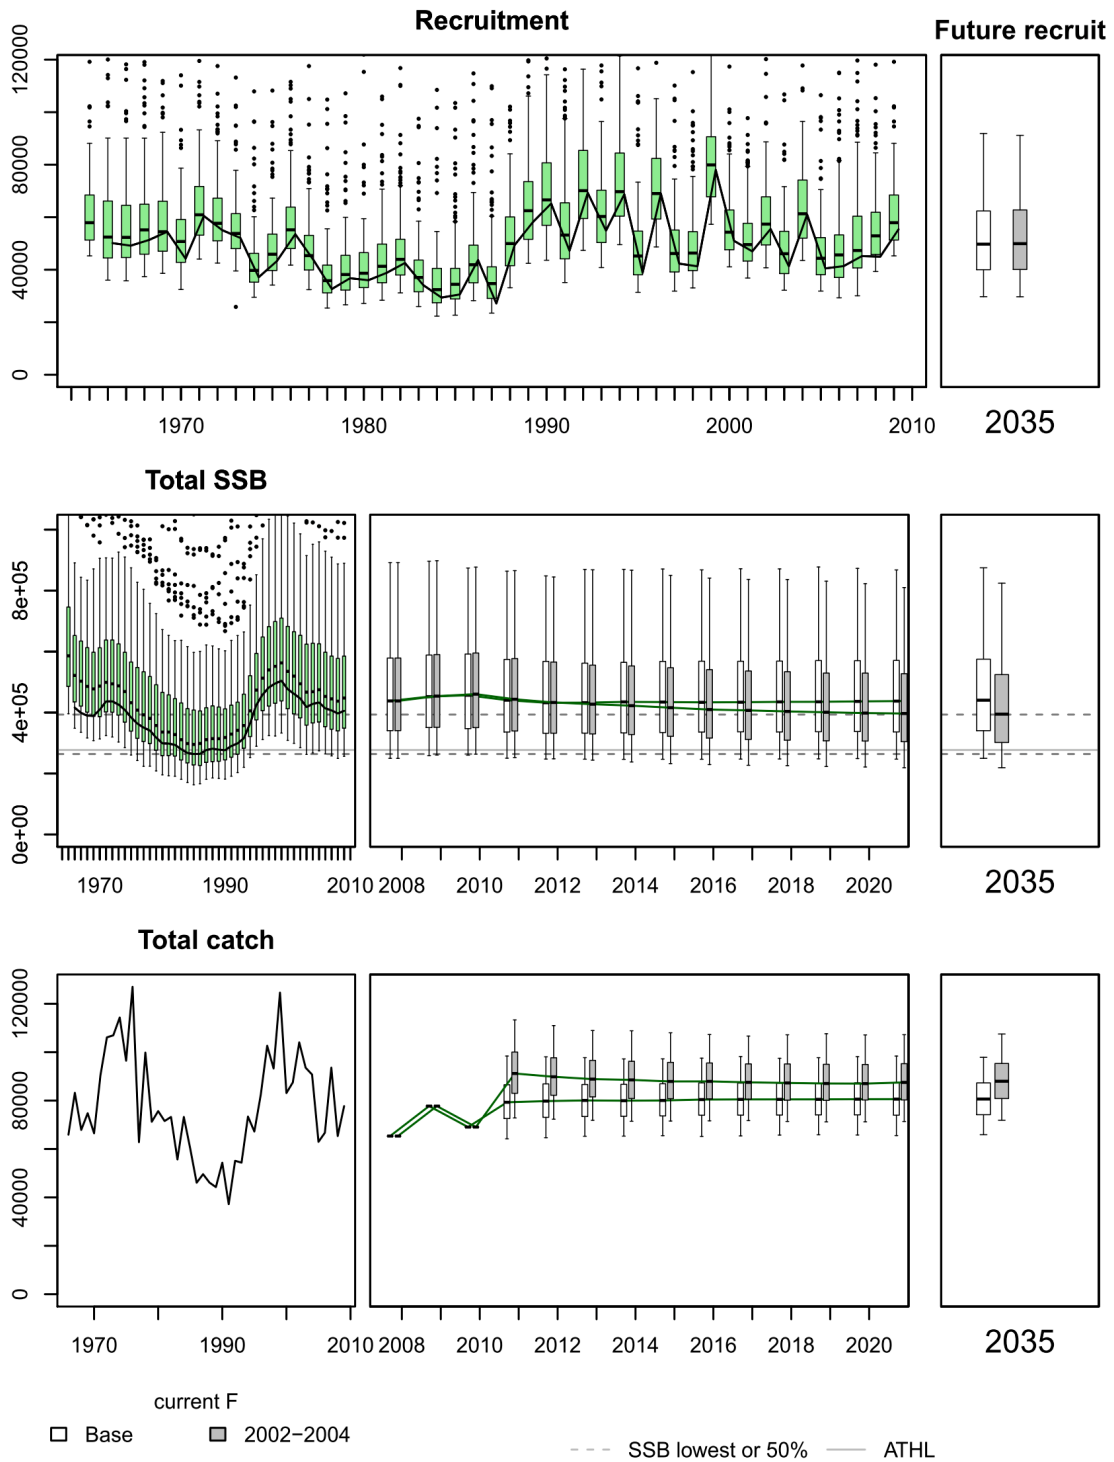 Recruitment
Future recruit
0 40000 80000 120000
1970 1980 1990 2000 2010
2035
Total SSB
0e+00 4e+05 8e+05
1970 1990 2010
2008 2010 2012 2014 2016 2018 2020
2035
Total catch
0 40000 80000 120000
1970 1990 2010
2008 2010 2012 2014 2016 2018 2020
2035
current F
Base 2002−2004
SSB lowest or 50% ATHL